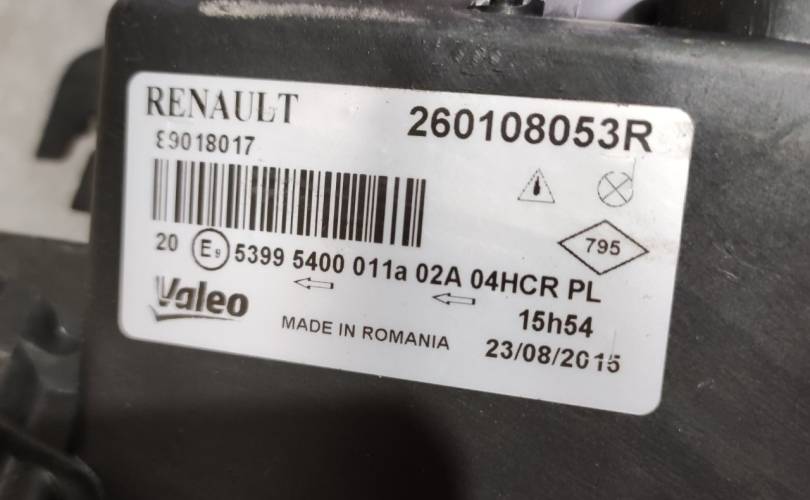 RENAULT
260108053R
89018017
795
20 E9 5399 5400 011a 02A 04HCR PL
Valeo
15h54
MADE IN ROMANIA
23/08/2015